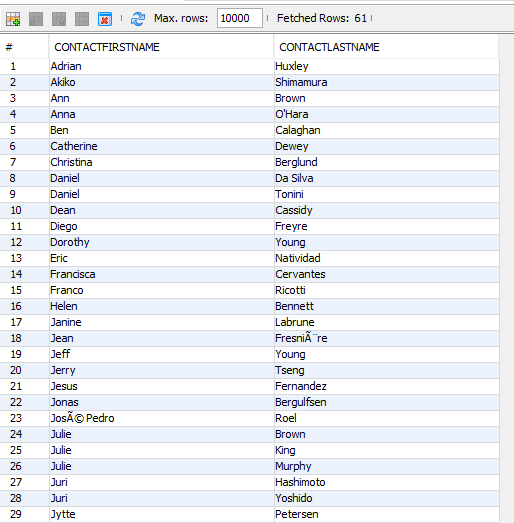 Max. rows: 10000 Fetched Rows: 61
# CONTACTFIRSTNAME CONTACTLASTNAME
1 Adrian Huxley
2 Akiko Shimamura
3 Ann Brown
4 Anna O'Hara
5 Ben Calaghan
6 Catherine Dewey
7 Christina Berglund
8 Daniel Da Silva
9 Daniel Tonini
10 Dean Cassidy
11 Diego Freyre
12 Dorothy Young
13 Eric Natividad
14 Francisca Cervantes
15 Franco Ricotti
16 Helen Bennett
17 Janine Labrune
18 Jean FresniÃ¨re
19 Jeff Young
20 Jerry Tseng
21 Jesus Fernandez
22 Jonas Bergulfsen
23 JosÃ© Pedro Roel
24 Julie Brown
25 Julie King
26 Julie Murphy
27 Juri Hashimoto
28 Juri Yoshido
29 Jytte Petersen